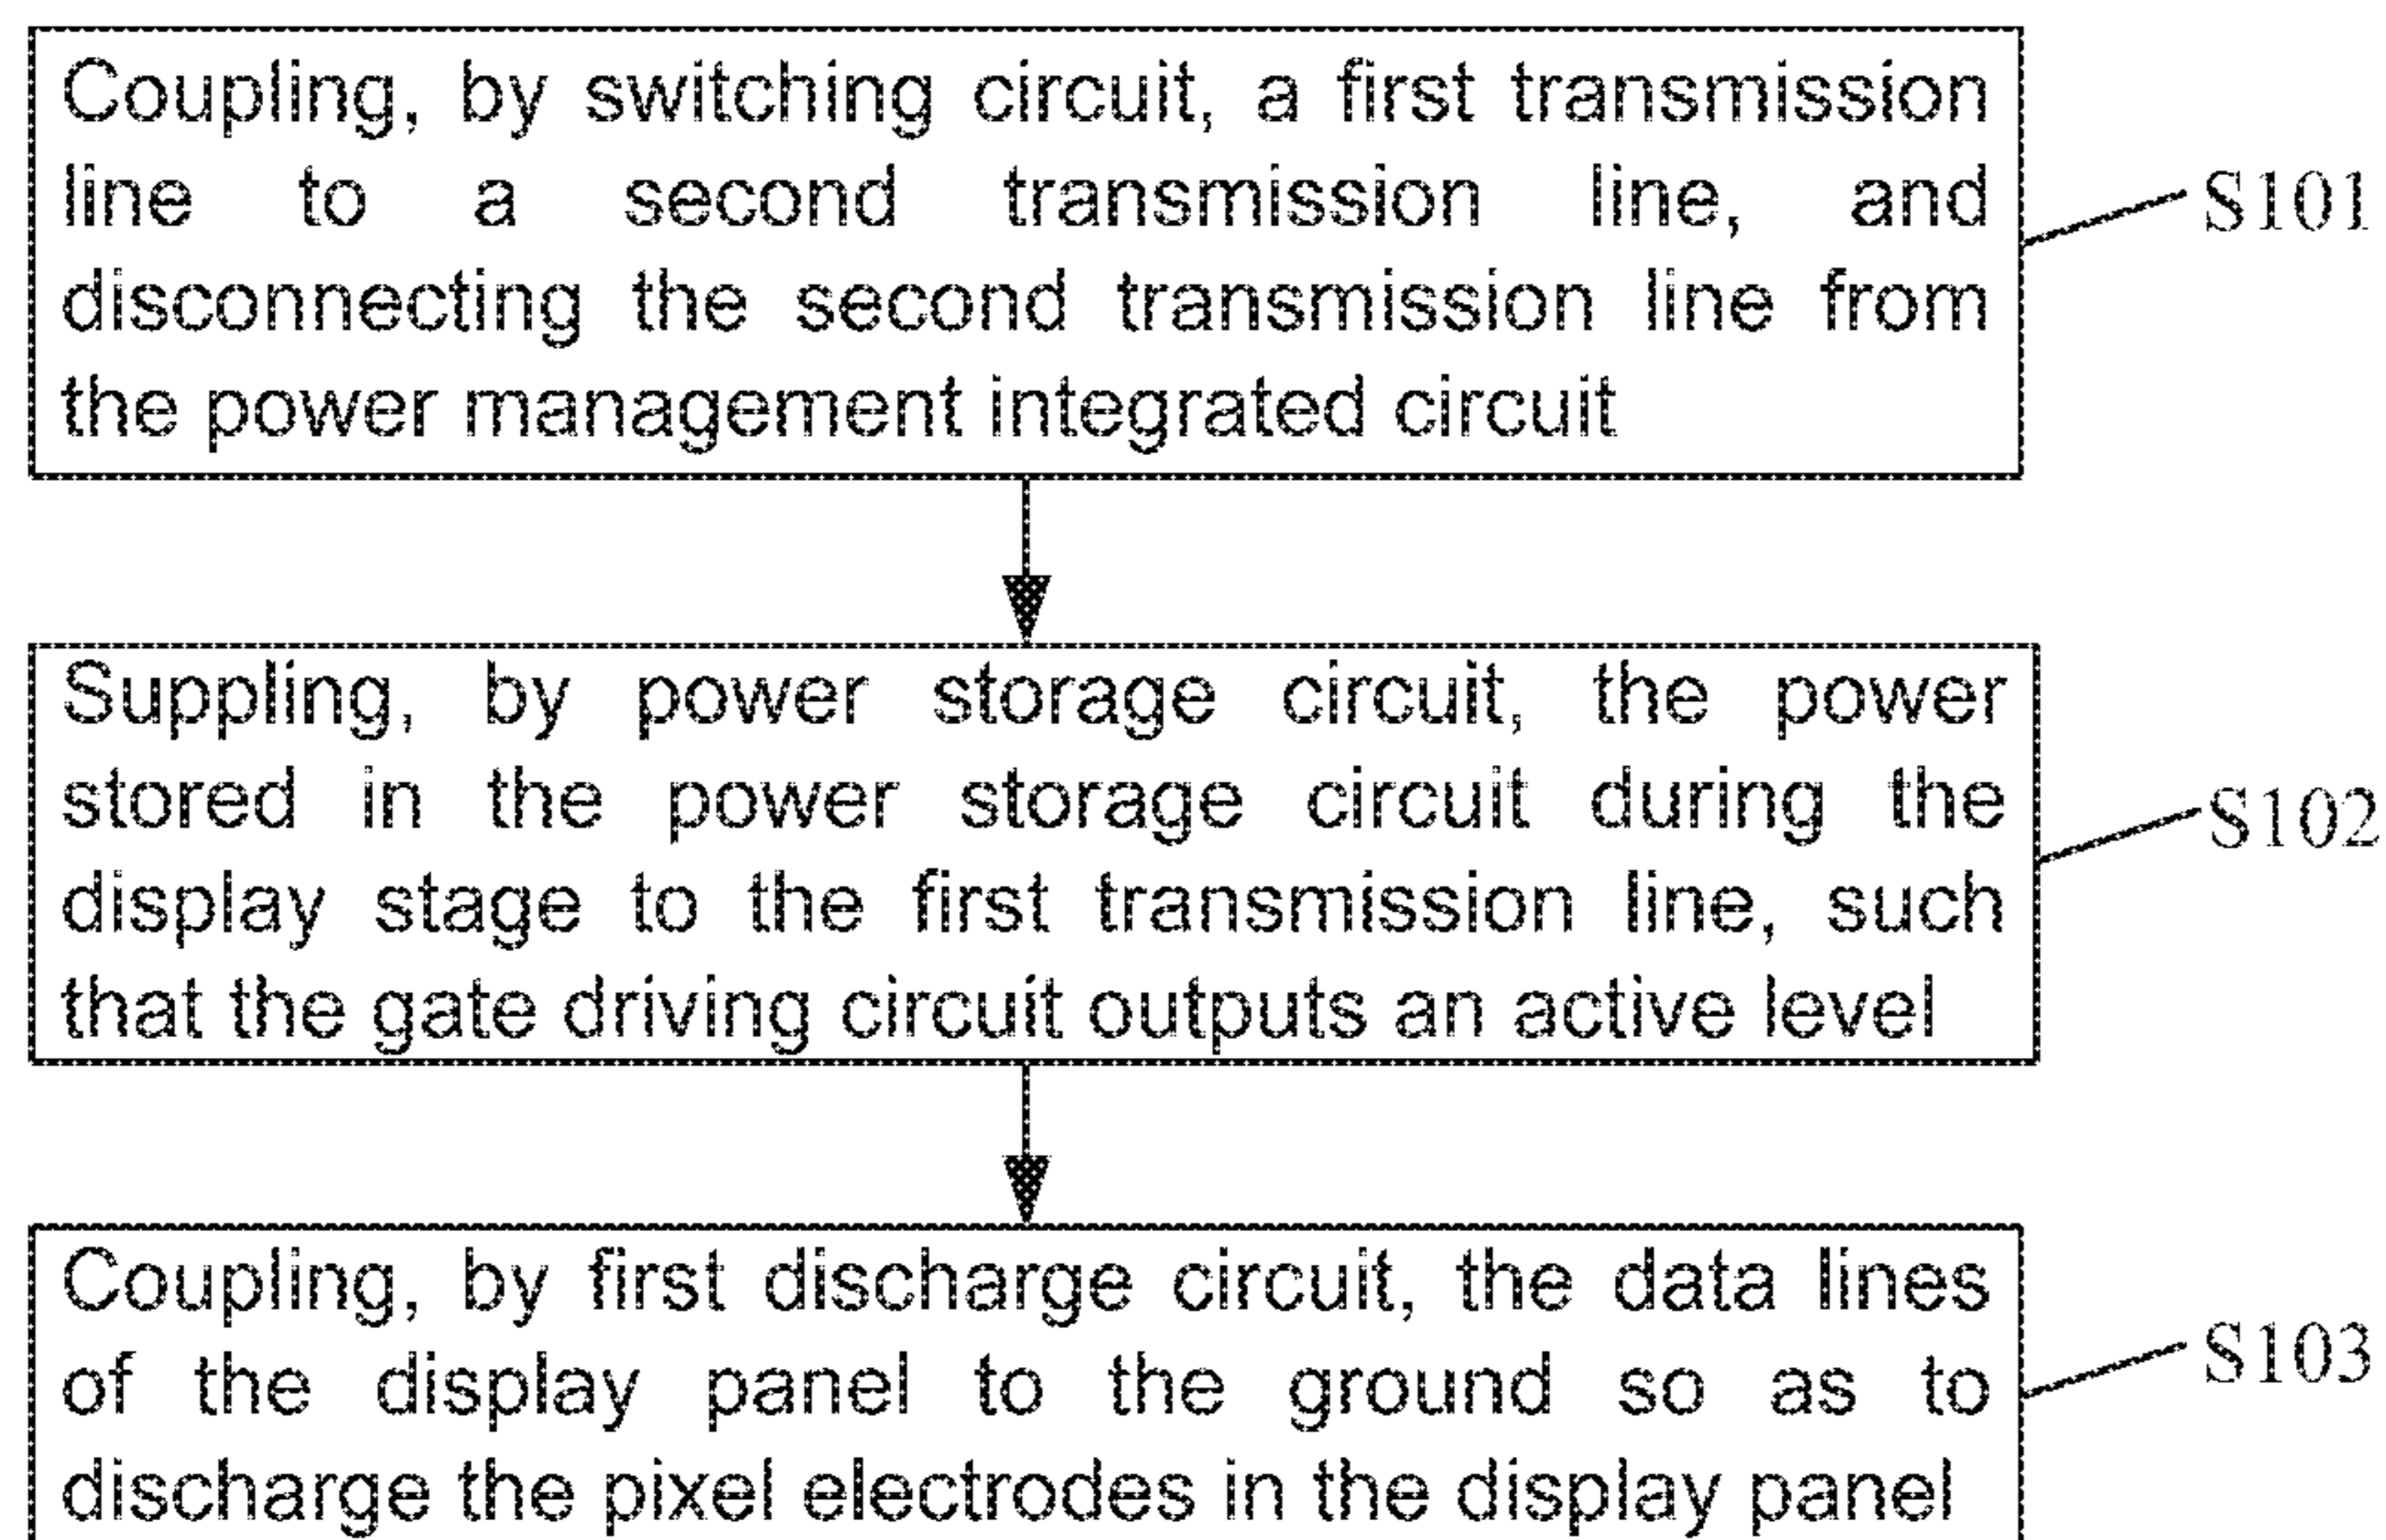 Coupling, by switching circuit, a first transmission
line to a second transmission line, and
disconnecting the second transmission line from
the power management integrated circuit
S101
Suppling, by power storage circuit, the power
stored in the power storage circuit during the
display stage to the first transmission line, such
that the gate driving circuit outputs an active level
S102
Coupling, by first discharge circuit, the data lines
of the display panel to the ground so as to
discharge the pixel electrodes in the display panel
S103